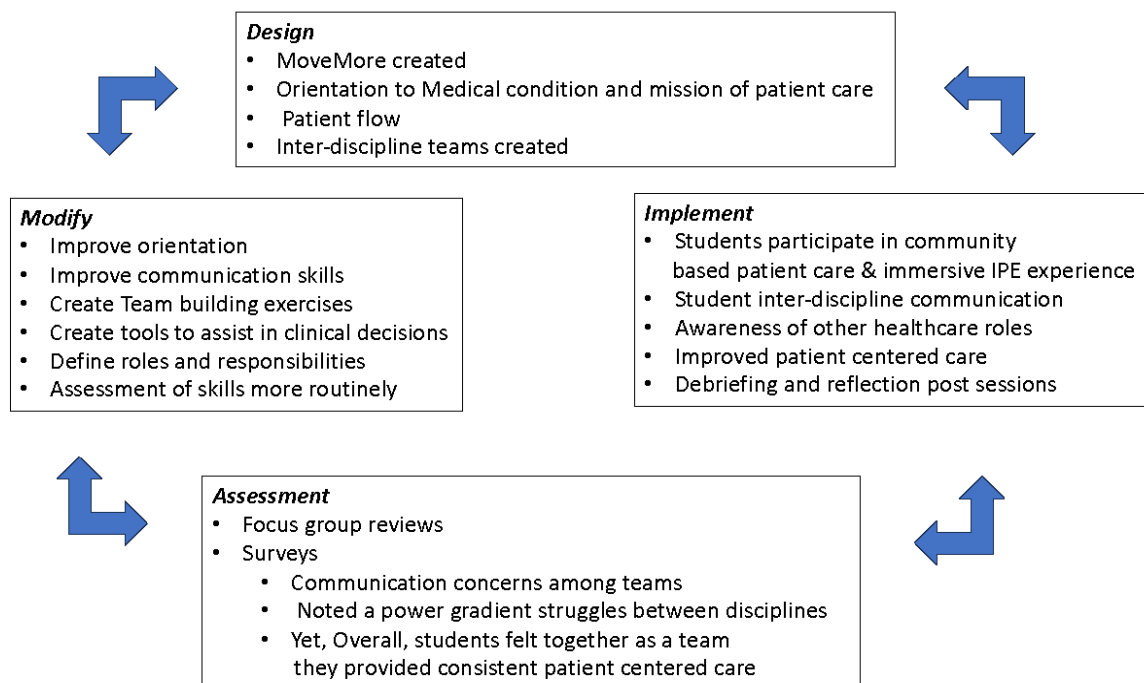 Design
• MoveMore created
• Orientation to Medical condition and mission of patient care
• Patient flow
• Inter-discipline teams created
Modify
• Improve orientation
• Improve communication skills
• Create Team building exercises
• Create tools to assist in clinical decisions
• Define roles and responsibilities
• Assessment of skills more routinely
Implement
• Students participate in community
based patient care & immersive IPE experience
• Student inter-discipline communication
• Awareness of other healthcare roles
• Improved patient centered care
• Debriefing and reflection post sessions
Assessment
• Focus group reviews
• Surveys
• Communication concerns among teams
• Noted a power gradient struggles between disciplines
• Yet, Overall, students felt together as a team
they provided consistent patient centered care